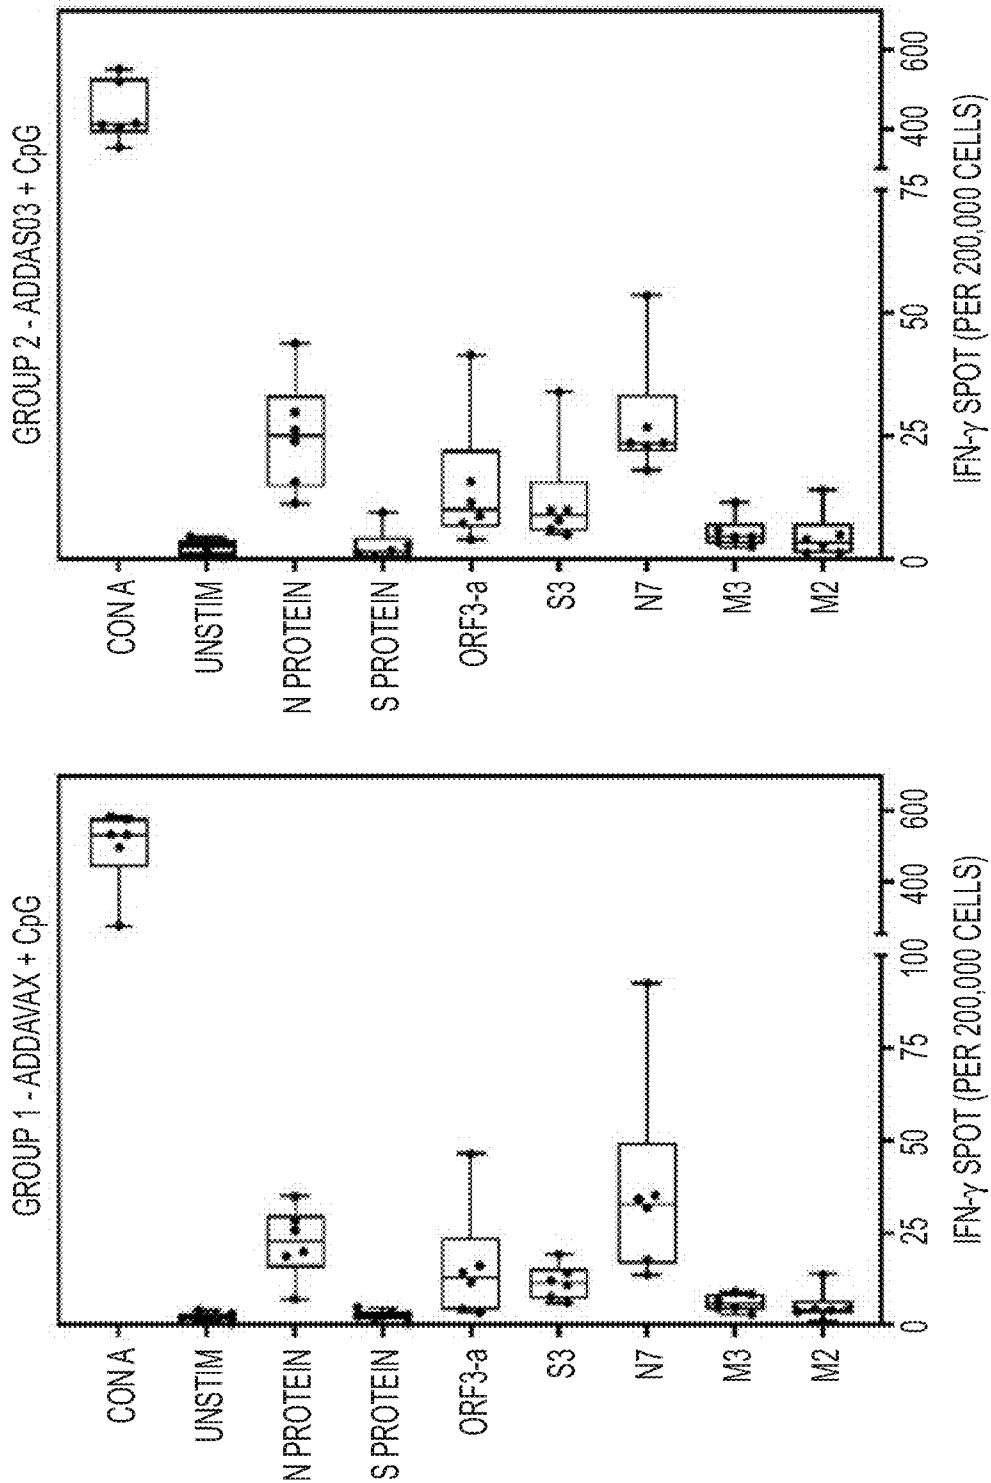 GROUP 1 - ADDAVAX + CpG
CON A
UNSTIM
N PROTEIN
S PROTEIN
ORF3-a
S3
N7
M3
M2
0
25
50
75
100
400
600
IFN-γ SPOT (PER 200,000 CELLS)
GROUP 2 - ADDAS03 + CpG
CON A
UNSTIM
N PROTEIN
S PROTEIN
ORF3-a
S3
N7
M3
M2
0
25
50
75
400
600
IFN-γ SPOT (PER 200,000 CELLS)